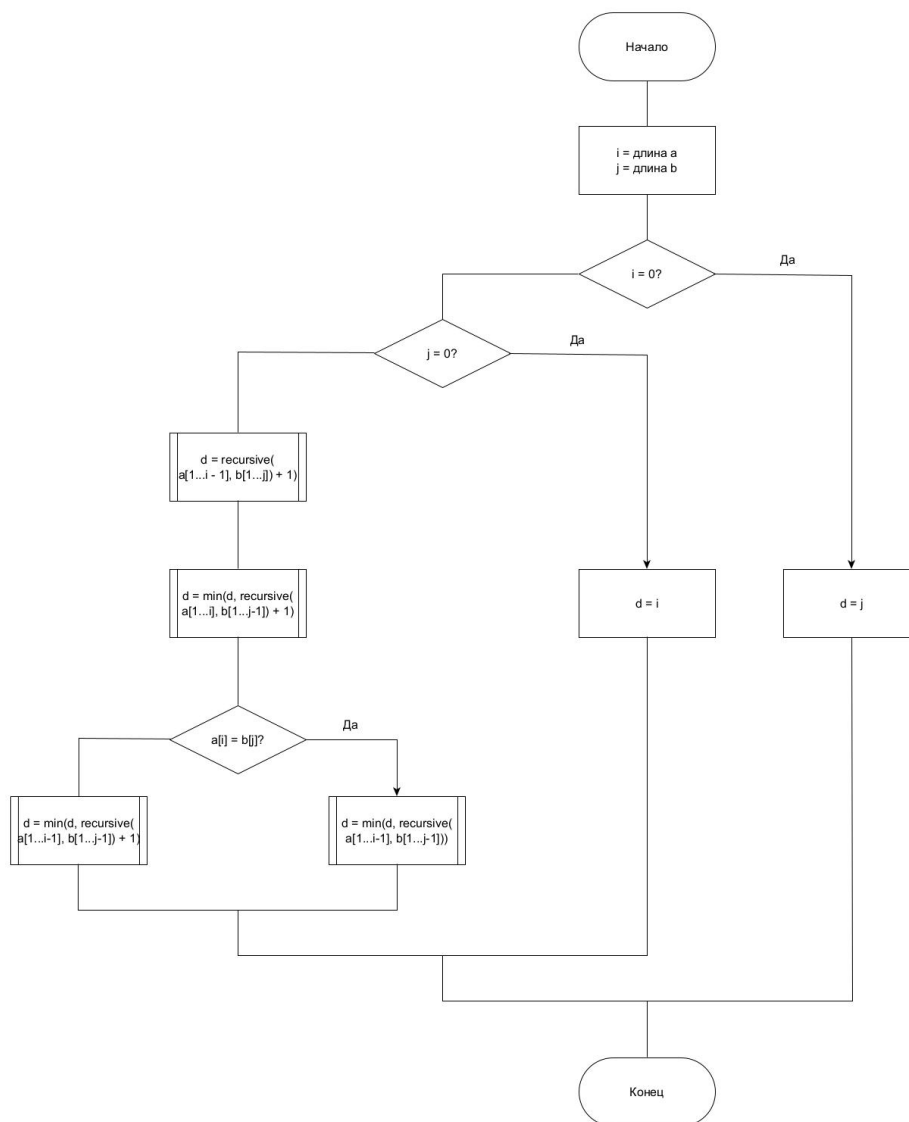 Начало
i = длина a
j = длина b
i = 0?
Да
j = 0?
Да
d = recursive(
a[1...i - 1], b[1...j]) + 1)
d = min(d, recursive(
a[1...i], b[1...j-1]) + 1)
d = i
d = j
a[i] = b[j]?
Да
d = min(d, recursive(
a[1...i-1], b[1...j-1]) + 1)
d = min(d, recursive(
a[1...i-1], b[1...j-1]))
Конец